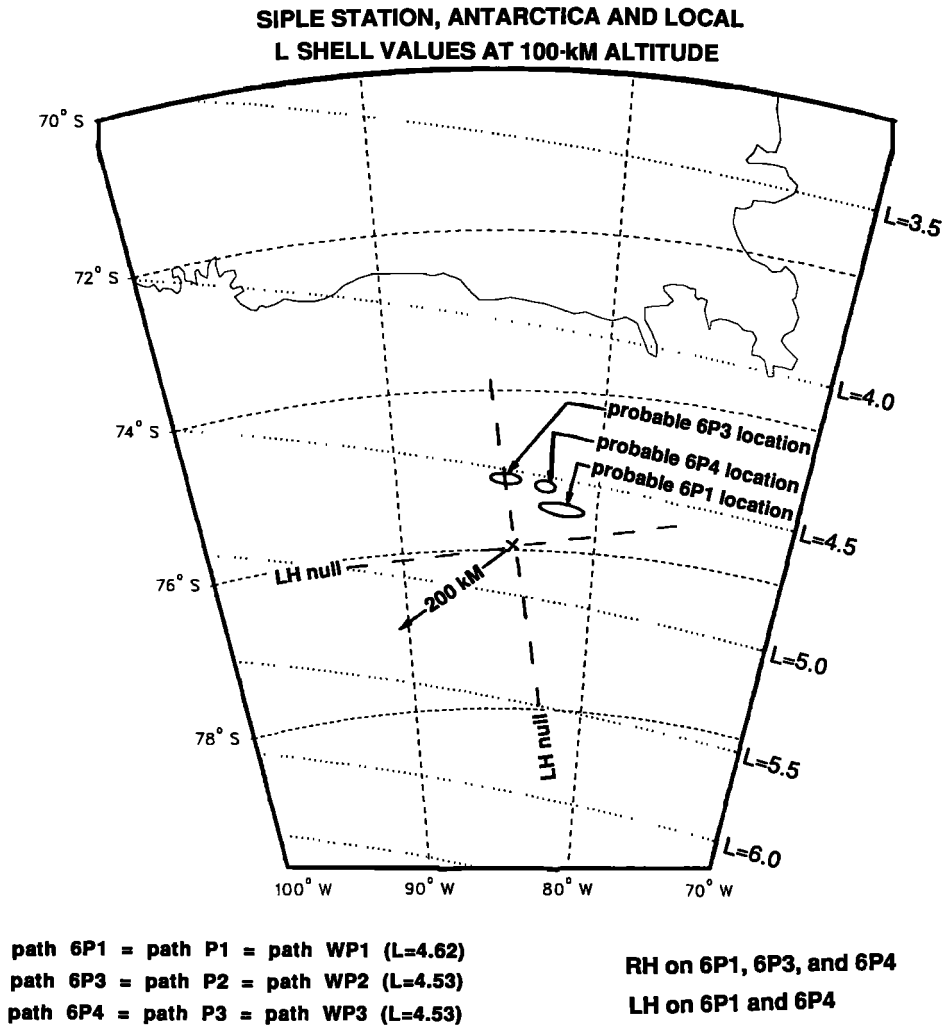 SIPLE STATION, ANTARCTICA AND LOCAL
L SHELL VALUES AT 100-kM ALTITUDE
70° S
L=3.5
72° S
L=4.0
probable 6P3 location
74° S
probable 6P4 location
probable 6P1 location
L=4.5
LH null
76° S
200 kM
L=5.0
LH null
78° S
L=5.5
L=6.0
100° W 90° W 80° W 70° W
path 6P1 = path P1 = path WP1 (L=4.62)
path 6P3 = path P2 = path WP2 (L=4.53)
path 6P4 = path P3 = path WP3 (L=4.53)
RH on 6P1, 6P3, and 6P4
LH on 6P1 and 6P4